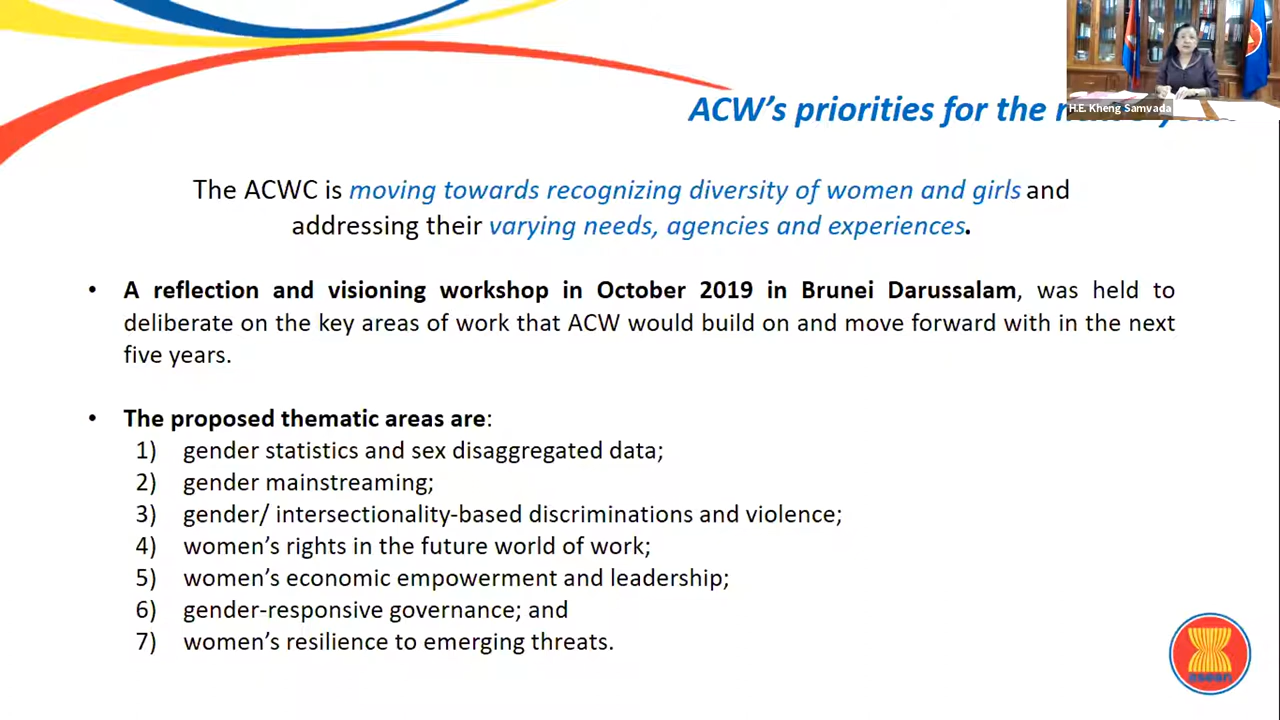 H.E. Kheng Samvada
ACW's priorities for the
The ACWC is moving towards recognizing diversity of women and girls and
addressing their varying needs, agencies and experiences.
• A reflection and visioning workshop in October 2019 in Brunei Darussalam, was held to
deliberate on the key areas of work that ACW would build on and move forward with in the next
five years.
• The proposed thematic areas are:
1) gender statistics and sex disaggregated data;
2) gender mainstreaming;
3) gender/ intersectionality-based discriminations and violence;
4) women's rights in the future world of work;
5) women's economic empowerment and leadership;
6) gender-responsive governance; and
7) women's resilience to emerging threats.
asean